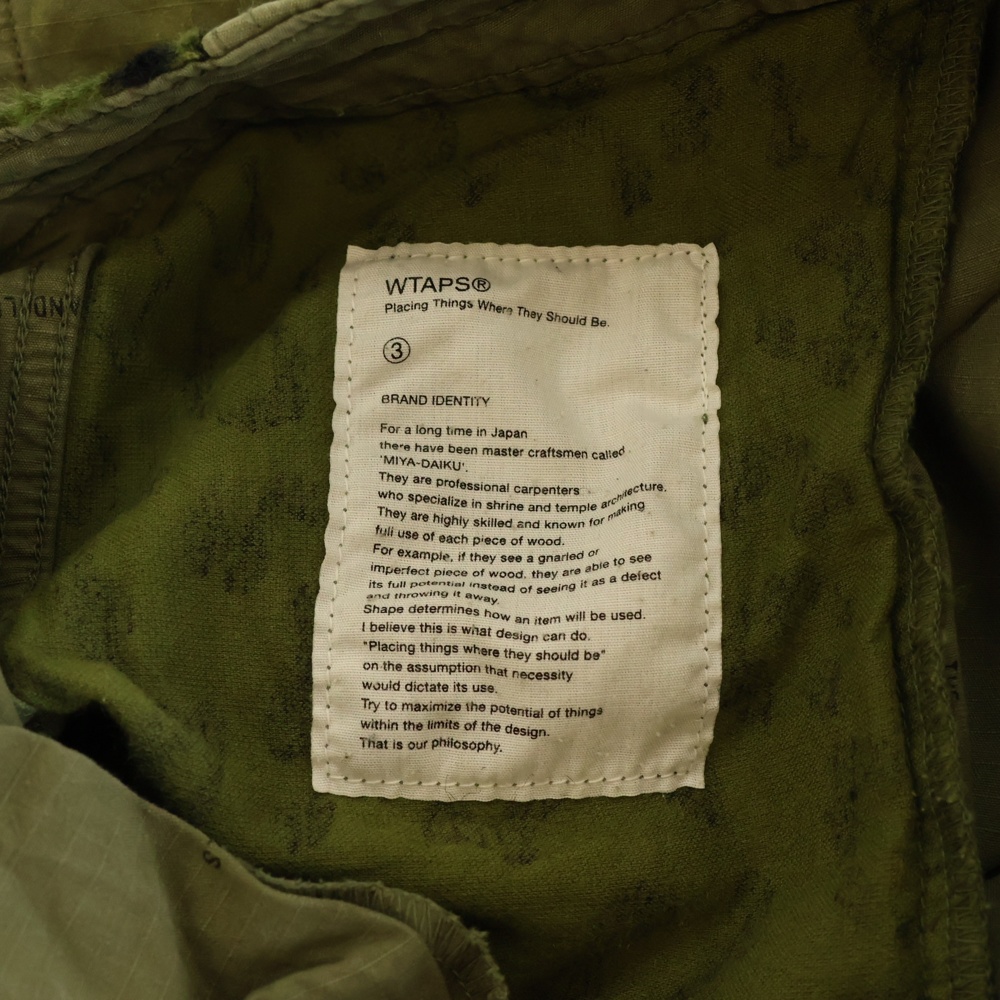 WTAPS®
Placing Things Where They Should Be.
③
BRAND IDENTITY
For a long time in Japan
there have been master craftsmen called
'MIYA-DAIKU'.
They are professional carpenters
who specialize in shrine and temple architecture.
They are highly skilled and known for making
full use of each piece of wood.
For example, if they see a gnarled or
imperfect piece of wood, they are able to see
its full potential instead of seeing it as a defect
and throwing it away.
Shape determines how an item will be used.
I believe this is what design can do.
"Placing things where they should be"
on the assumption that necessity
would dictate its use.
Try to maximize the potential of things
within the limits of the design.
That is our philosophy.